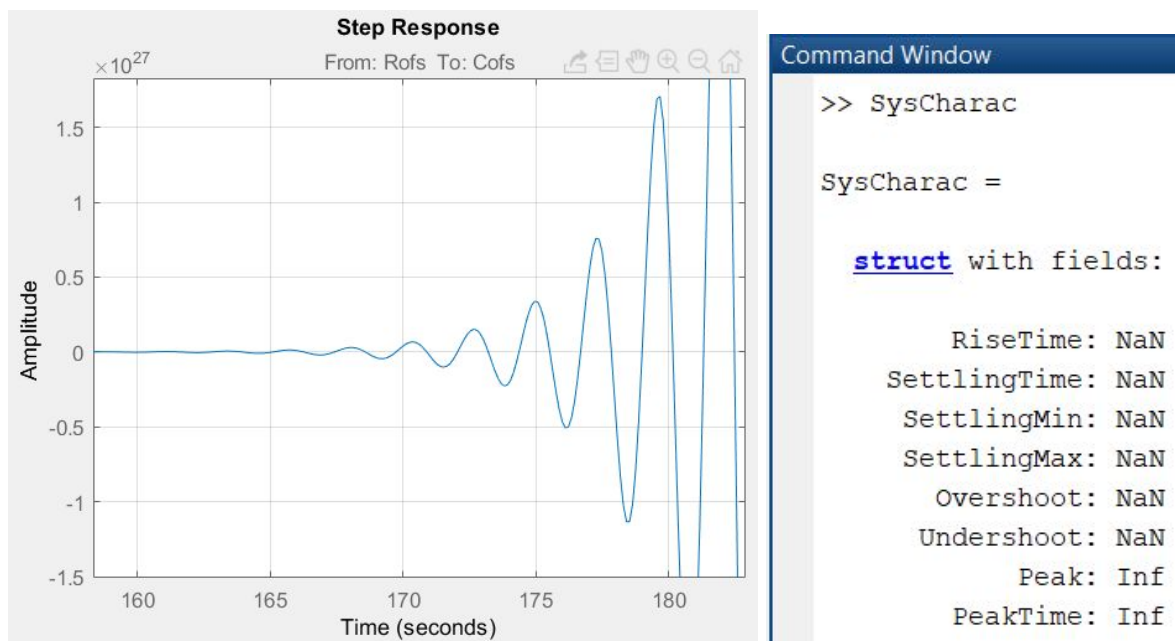 Step Response
From: Rofs To: Cofs
×10^27
1.5
1
0.5
0
-0.5
-1
-1.5
160 165 170 175 180
Amplitude
Time (seconds)
Command Window
>> SysCharac
SysCharac =
struct with fields:
RiseTime: NaN
SettlingTime: NaN
SettlingMin: NaN
SettlingMax: NaN
Overshoot: NaN
Undershoot: NaN
Peak: Inf
PeakTime: Inf